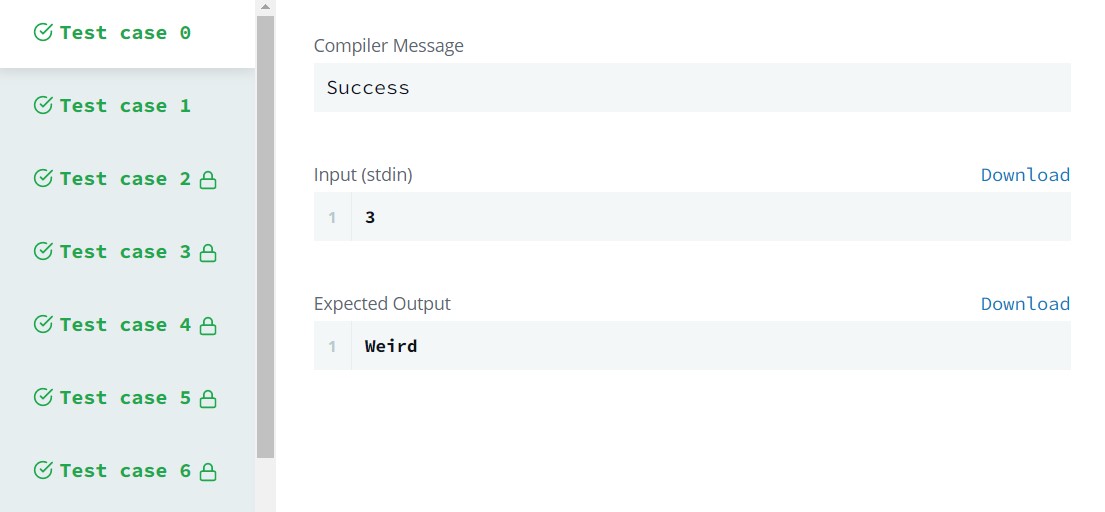 Test case 0
Test case 1
Test case 2
Test case 3
Test case 4
Test case 5
Test case 6
Compiler Message
Success
Input (stdin)
Download
1 3
Expected Output
Download
1 Weird